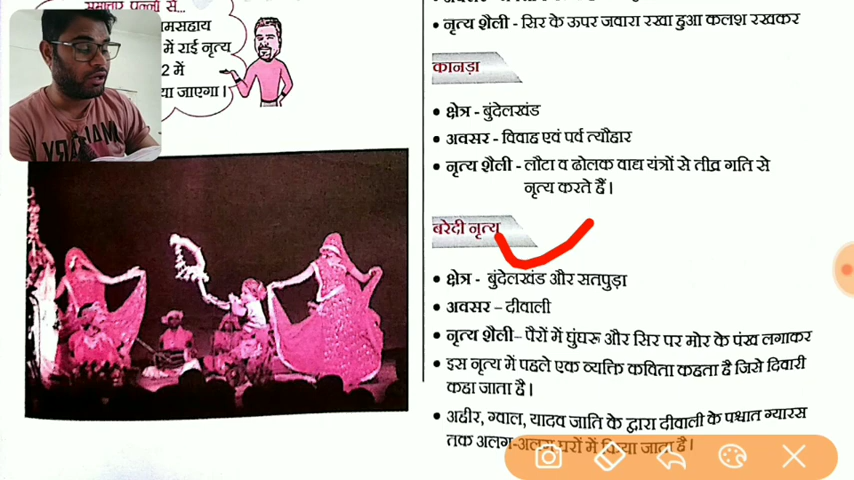 समाचार पन्नों से...
मसहाय
में राई नृत्य
2 में
या जाएगा।
• नृत्य शैली - सिर के ऊपर जवारा रखा हुआ कलश रखकर
कानड़ा
• क्षेत्र - बुंदेलखंड
• अवसर - विवाह एवं पर्व त्यौहार
• नृत्य शैली - लौटा व ढोलक वाद्य यंत्रों से तीव्र गति से
नृत्य करते हैं।
बरेदी नृत्य
• क्षेत्र - बुंदेलखंड और सतपुड़ा
• अवसर – दीवाली
• नृत्य शैली– पैरों में घुंघरू और सिर पर मोर के पंख लगाकर
• इस नृत्य में पहले एक व्यक्ति कविता कहता है जिसे दिवारी
कहा जाता है।
• अहीर, ग्वाल, यादव जाति के द्वारा दीवाली के पश्चात ग्यारस
तक अलग-अलग घरों में किया जाता है।